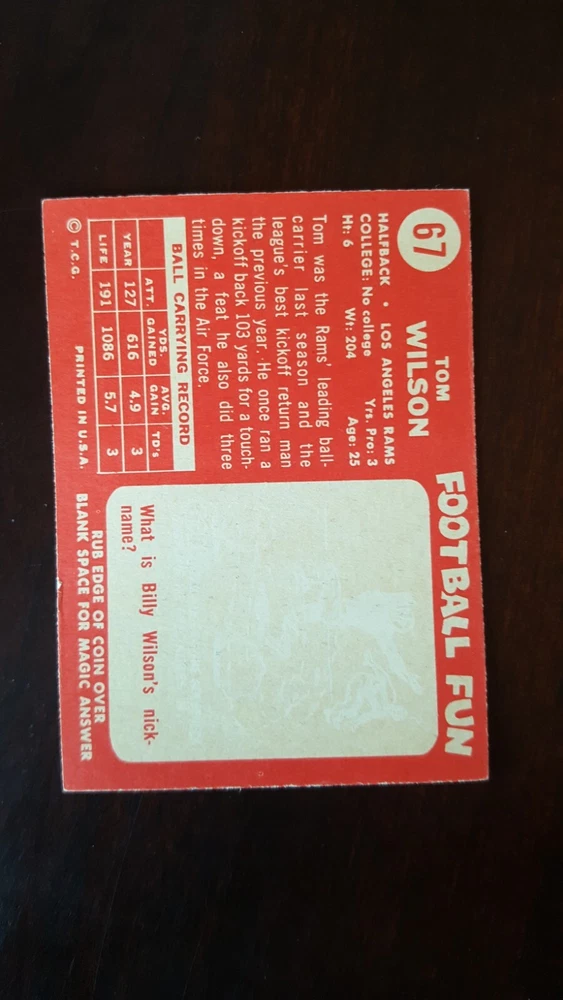 67
TOM
WILSON
HALFBACK • LOS ANGELES RAMS
COLLEGE: No college Yrs. Pro: 3
Ht: 6 Wt: 204 Age: 25
Tom was the Rams' leading ball-
carrier last season and the
league's best kickoff return man
the previous year. He once ran a
kickoff back 103 yards for a touch-
down, a feat he also did three
times in the Air Force.
BALL CARRYING RECORD
ATT. YDS. GAINED AVG. GAIN TD's
YEAR 127 616 4.9 3
LIFE 191 1086 5.7 3
© T.C.G. PRINTED IN U.S.A.
FOOTBALL FUN
What is Billy Wilson's nick-
name?
RUB EDGE OF COIN OVER
BLANK SPACE FOR MAGIC ANSWER